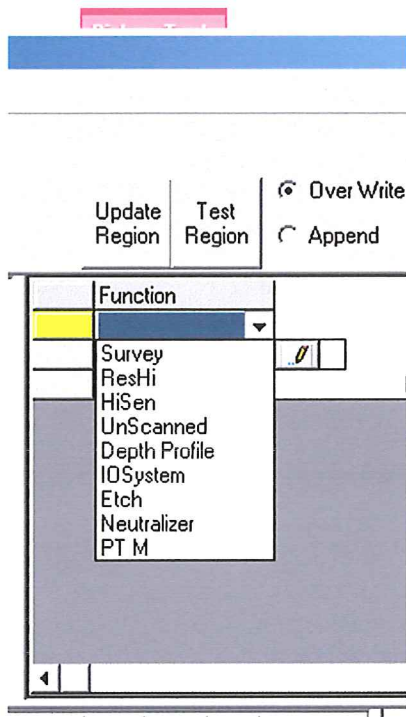 Update Region
Test Region
Over Write
Append
Function
Survey
ResHi
HiSen
UnScanned
Depth Profile
IOSystem
Etch
Neutralizer
PT M